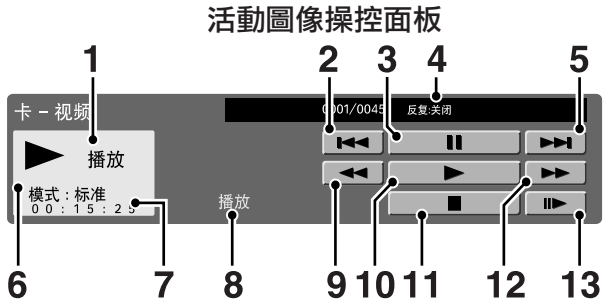 活動圖像操控面板
1 2 3 4 5
卡 – 视频 0001/0045 反复:关闭
播放
模式 : 标准
00 : 15 : 25
播放
6 7 8 9 10 11 12 13